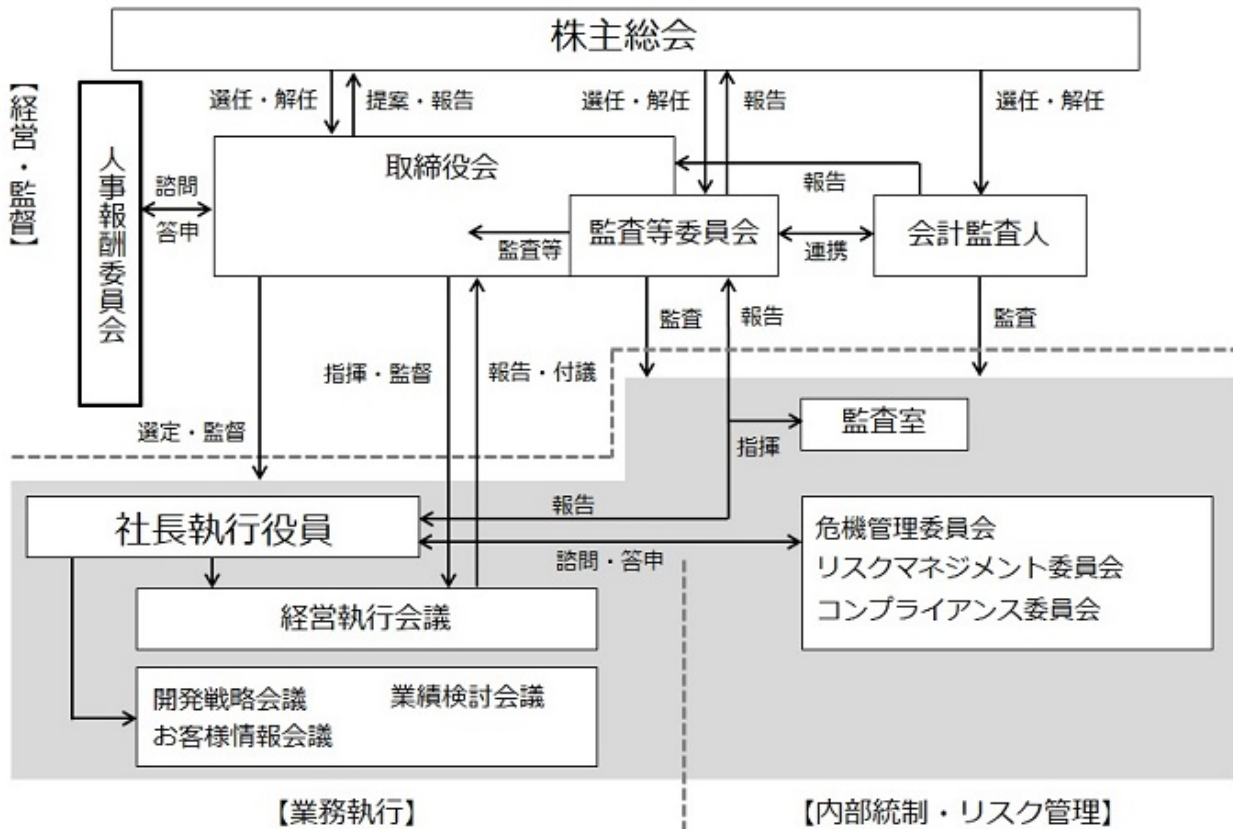 株主総会
【経営・監督】
選任・解任
提案・報告
選任・解任
報告
選任・解任
人事報酬委員会
諮問
答申
取締役会
報告
監査等委員会
監査等
連携
会計監査人
監査
報告
監査
指揮・監督
報告・付議
選定・監督
監査室
指揮
社長執行役員
報告
諮問・答申
危機管理委員会
リスクマネジメント委員会
コンプライアンス委員会
経営執行会議
開発戦略会議 業績検討会議
お客様情報会議
【業務執行】
【内部統制・リスク管理】